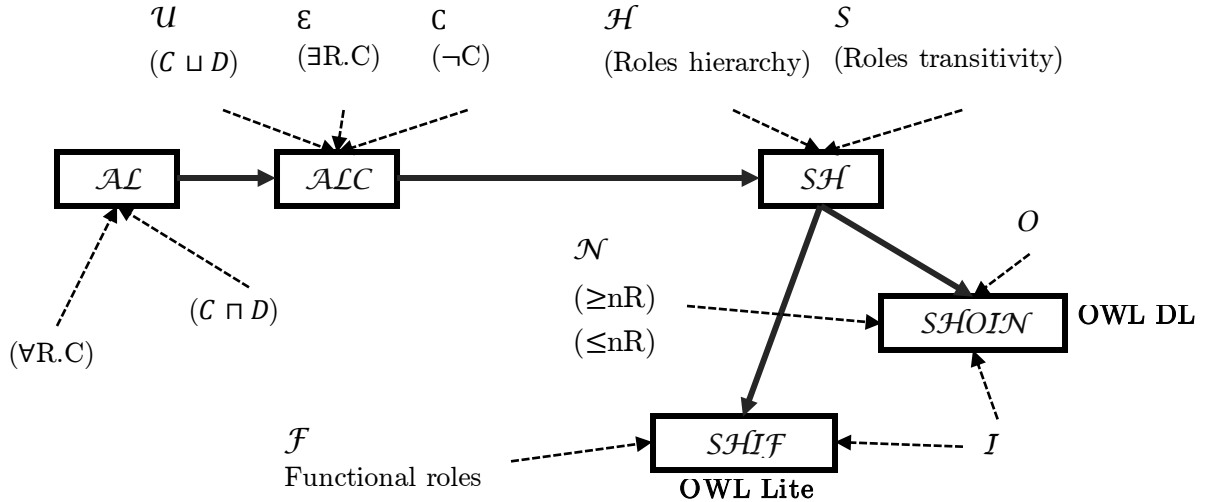 𝒰 ℰ C ℋ 𝒮
(C ⊔ D) (∃R.C) (¬C) (Roles hierarchy) (Roles transitivity)
𝒜ℒ 𝒜ℒ𝒞 𝒮ℋ
𝒩 O
(≥nR)
(C ⊓ D)
𝒮ℋ𝒪ℐ𝒩 OWL DL
(≤nR)
(∀R.C)
ℱ 𝒮ℋℐℱ I
Functional roles
OWL Lite